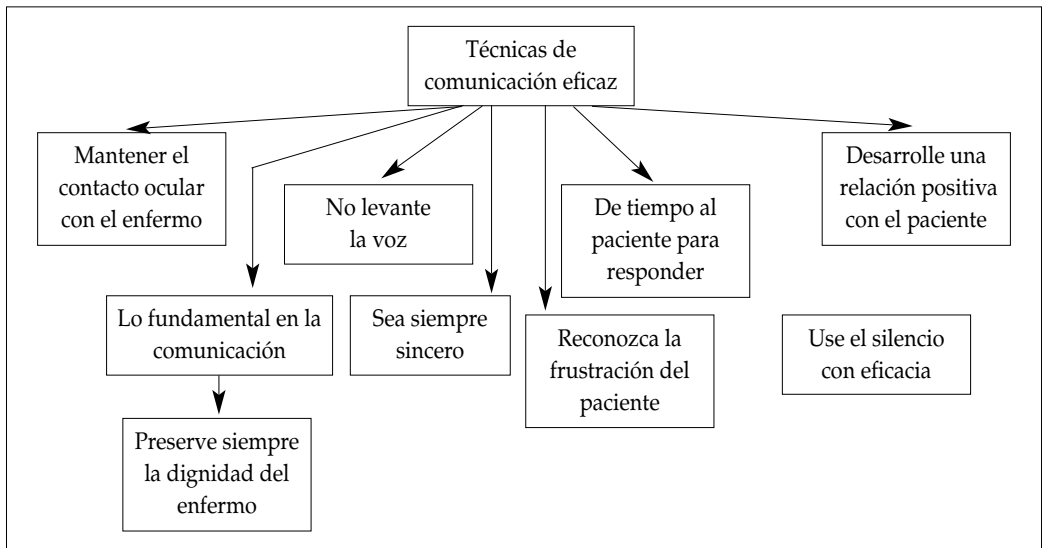 Técnicas de
comunicación eficaz
Mantener el
contacto ocular
con el enfermo
No levante
la voz
De tiempo al
paciente para
responder
Desarrolle una
relación positiva
con el paciente
Lo fundamental en la
comunicación
Sea siempre
sincero
Reconozca la
frustración del
paciente
Use el silencio
con eficacia
Preserve siempre
la dignidad del
enfermo